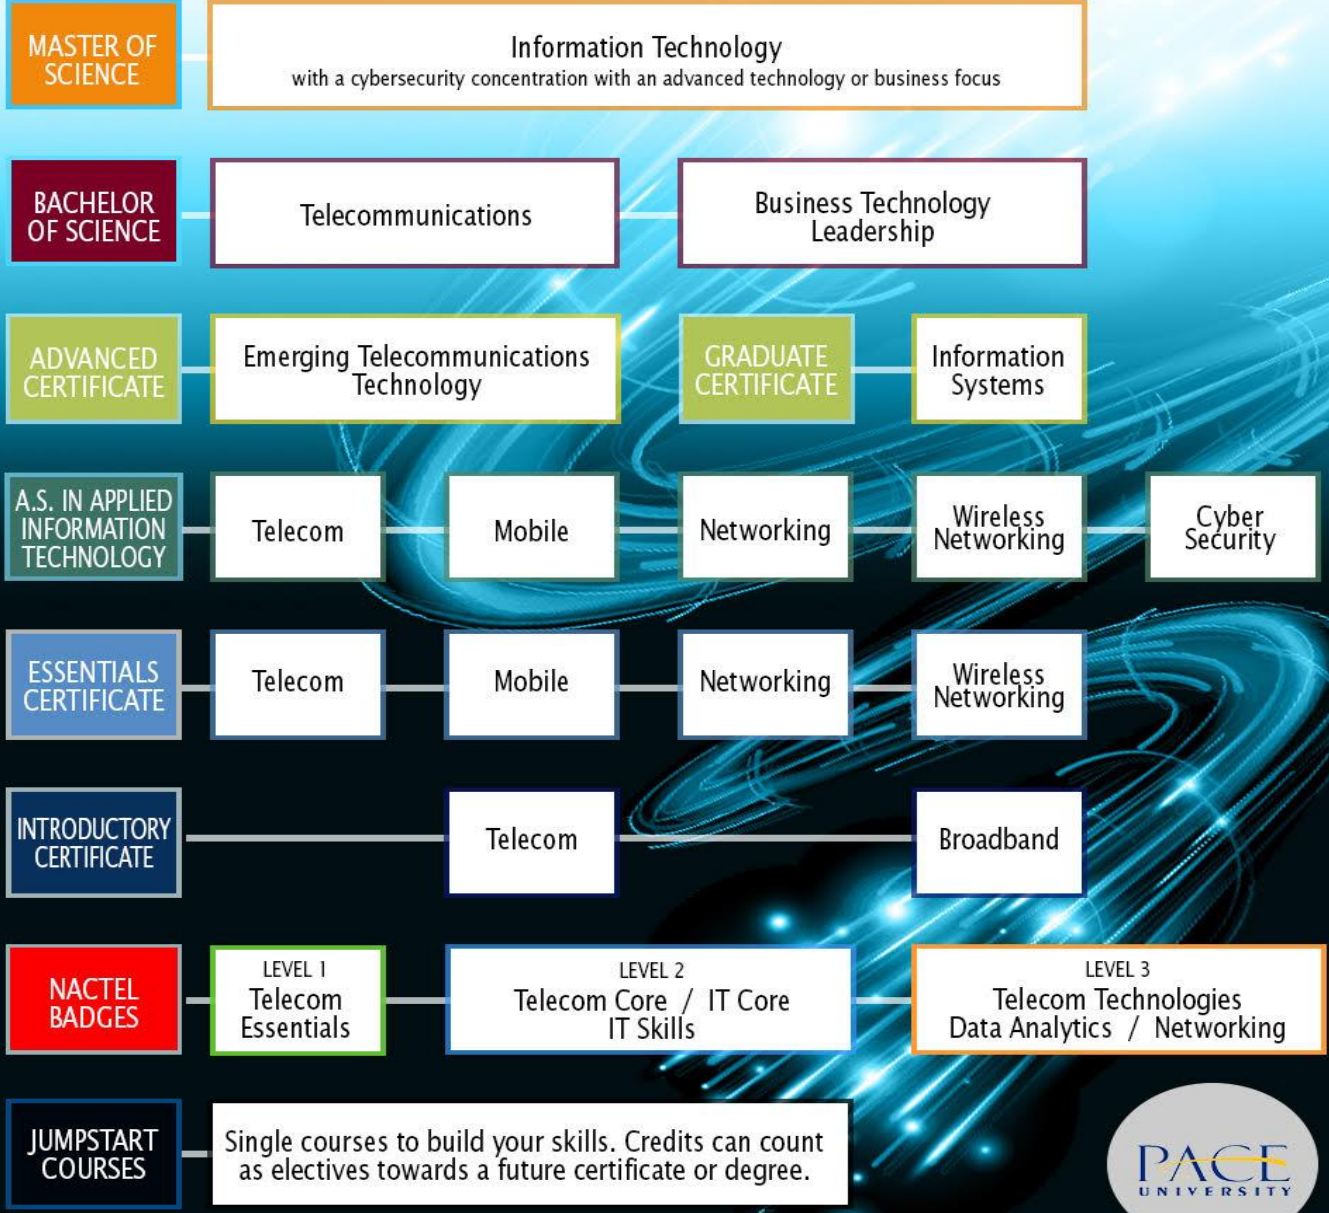 MASTER OF
SCIENCE
Information Technology
with a cybersecurity concentration with an advanced technology or business focus
BACHELOR
OF SCIENCE
Telecommunications
Business Technology
Leadership
ADVANCED
CERTIFICATE
Emerging Telecommunications
Technology
GRADUATE
CERTIFICATE
Information
Systems
A.S. IN APPLIED
INFORMATION
TECHNOLOGY
Telecom
Mobile
Networking
Wireless
Networking
Cyber
Security
ESSENTIALS
CERTIFICATE
Telecom
Mobile
Networking
Wireless
Networking
INTRODUCTORY
CERTIFICATE
Telecom
Broadband
NACTEL
BADGES
LEVEL 1
Telecom
Essentials
LEVEL 2
Telecom Core / IT Core
IT Skills
LEVEL 3
Telecom Technologies
Data Analytics / Networking
JUMPSTART
COURSES
Single courses to build your skills. Credits can count
as electives towards a future certificate or degree.
PACE
UNIVERSITY